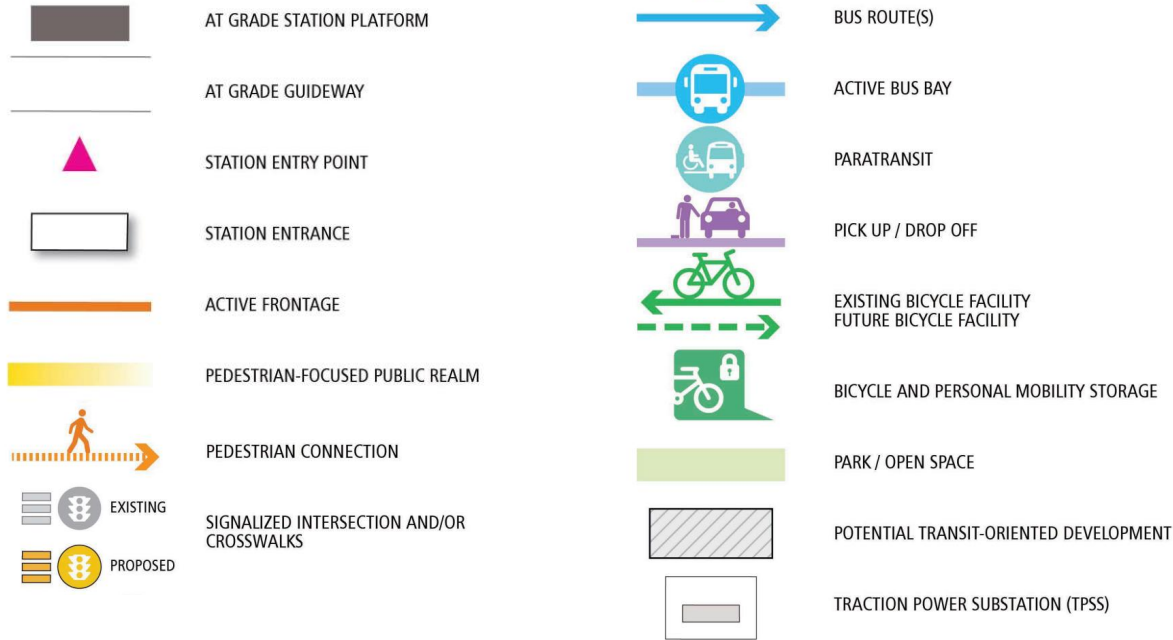 AT GRADE STATION PLATFORM
AT GRADE GUIDEWAY
STATION ENTRY POINT
STATION ENTRANCE
ACTIVE FRONTAGE
PEDESTRIAN-FOCUSED PUBLIC REALM
PEDESTRIAN CONNECTION
EXISTING
PROPOSED
SIGNALIZED INTERSECTION AND/OR
CROSSWALKS
BUS ROUTE(S)
ACTIVE BUS BAY
PARATRANSIT
PICK UP / DROP OFF
EXISTING BICYCLE FACILITY
FUTURE BICYCLE FACILITY
BICYCLE AND PERSONAL MOBILITY STORAGE
PARK / OPEN SPACE
POTENTIAL TRANSIT-ORIENTED DEVELOPMENT
TRACTION POWER SUBSTATION (TPSS)